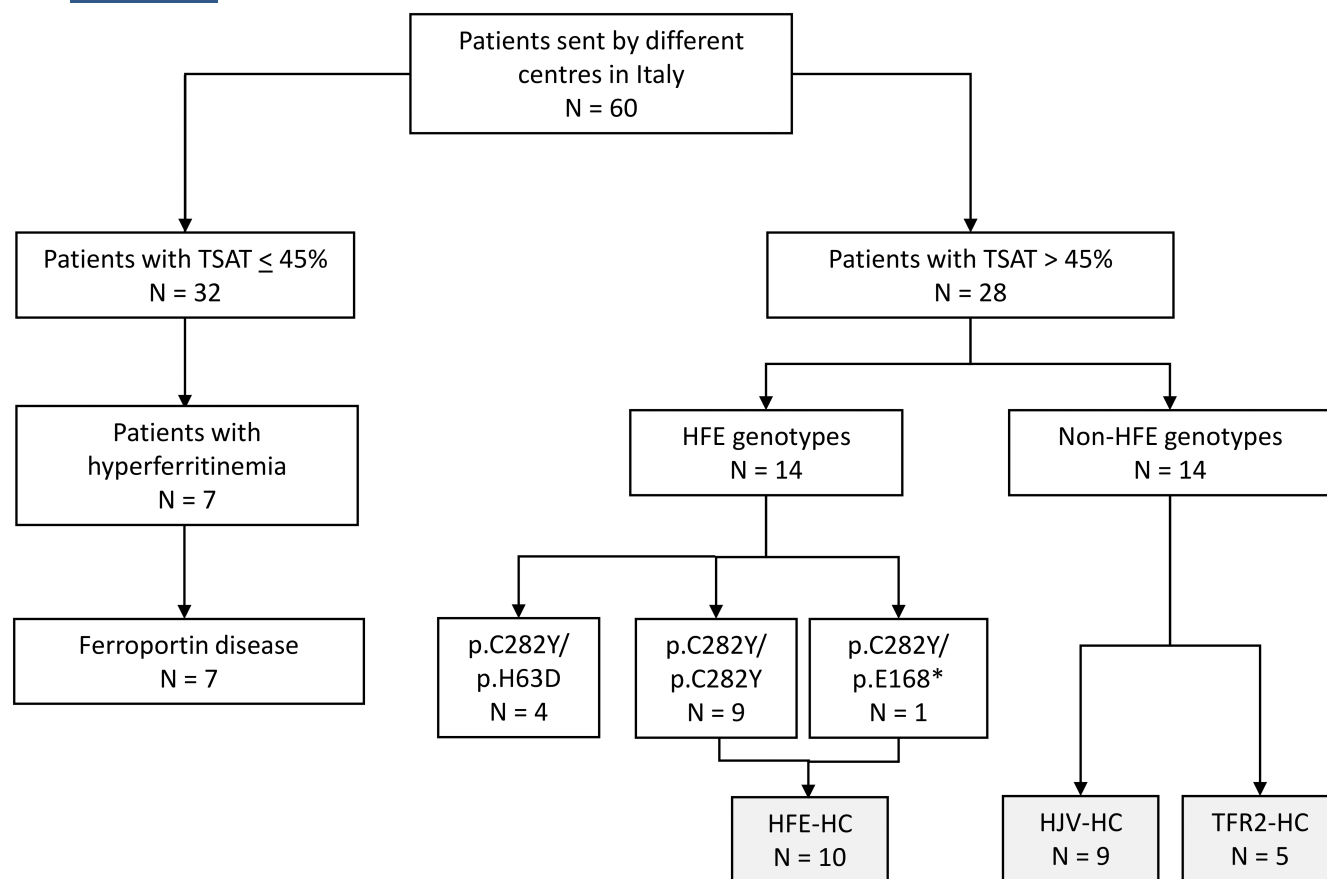 Patients sent by different
centres in Italy
N = 60
Patients with TSAT ≤ 45%
N = 32
Patients with TSAT > 45%
N = 28
Patients with
hyperferritinemia
N = 7
HFE genotypes
N = 14
Non-HFE genotypes
N = 14
Ferroportin disease
N = 7
p.C282Y/
p.H63D
N = 4
p.C282Y/
p.C282Y
N = 9
p.C282Y/
p.E168*
N = 1
HFE-HC
N = 10
HJV-HC
N = 9
TFR2-HC
N = 5